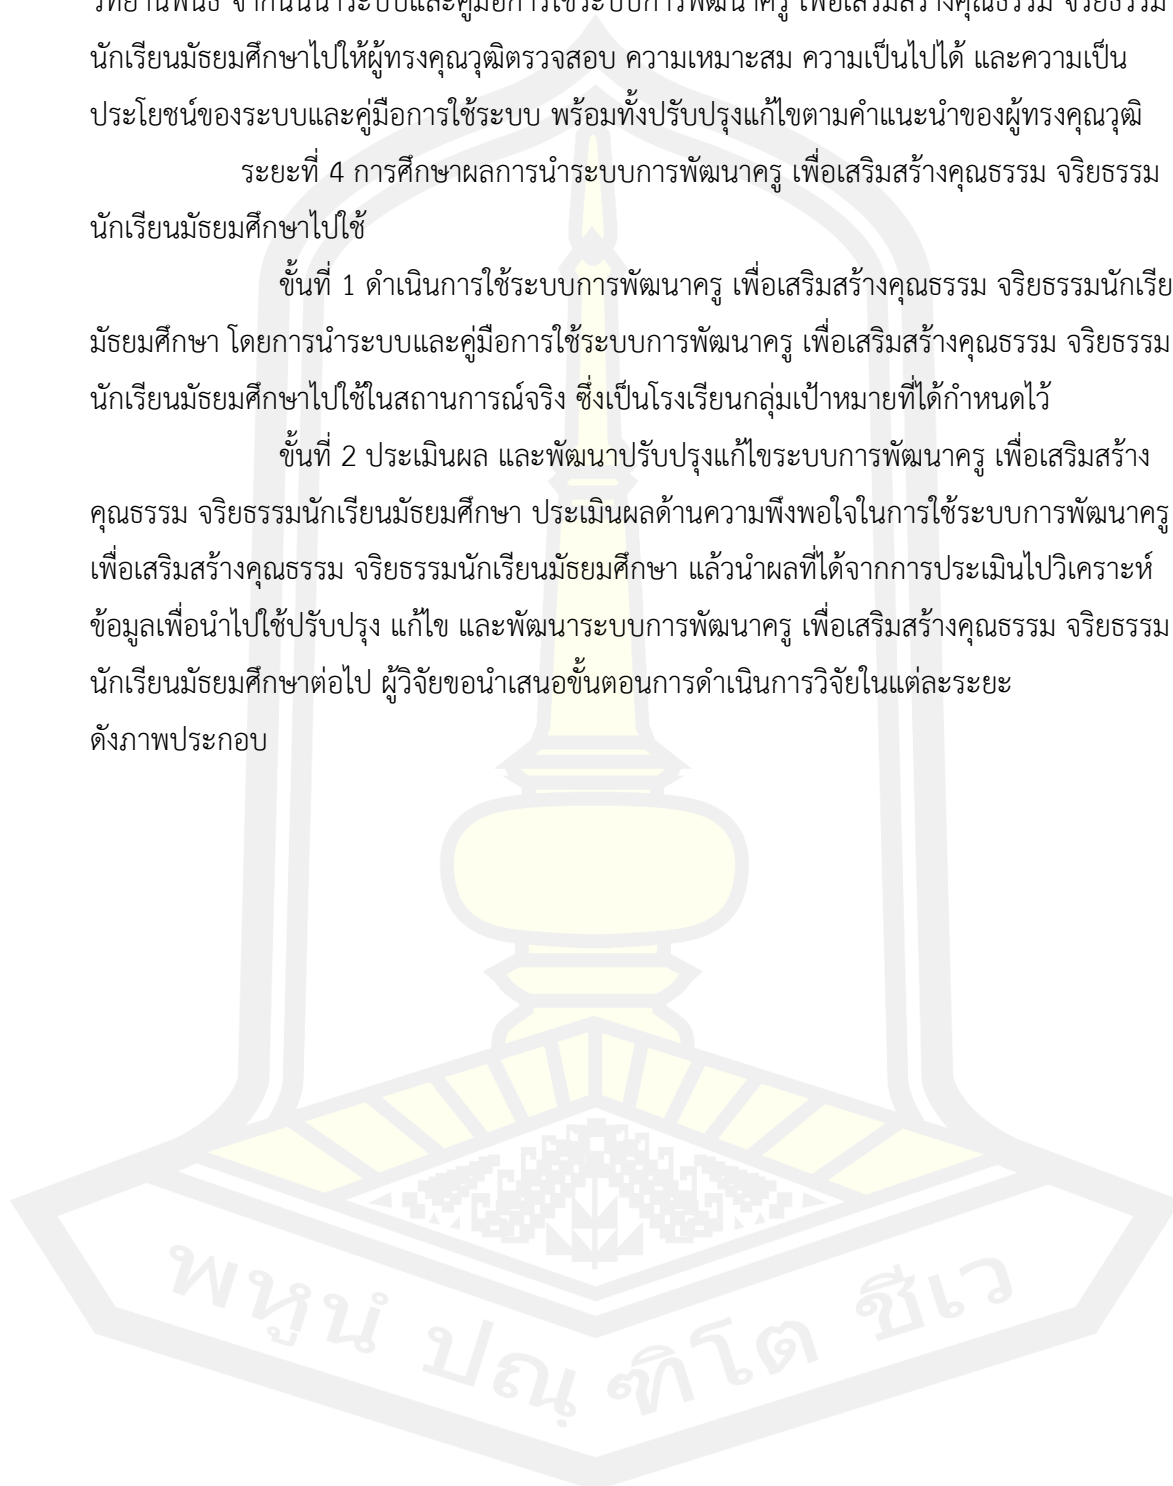 วิทยานิพนธ์ จากนั้นนำระบบและคู่มือการใช้ระบบการพัฒนาครู เพื่อเสริมสร้างคุณธรรม จริยธรรม
นักเรียนมัธยมศึกษาไปให้ผู้ทรงคุณวุฒิตรวจสอบ ความเหมาะสม ความเป็นไปได้ และความเป็น
ประโยชน์ของระบบและคู่มือการใช้ระบบ พร้อมทั้งปรับปรุงแก้ไขตามคำแนะนำของผู้ทรงคุณวุฒิ
ระยะที่ 4 การศึกษาผลการนำระบบการพัฒนาครู เพื่อเสริมสร้างคุณธรรม จริยธรรม
นักเรียนมัธยมศึกษาไปใช้
ขั้นที่ 1 ดำเนินการใช้ระบบการพัฒนาครู เพื่อเสริมสร้างคุณธรรม จริยธรรมนักเรีย
มัธยมศึกษา โดยการนำระบบและคู่มือการใช้ระบบการพัฒนาครู เพื่อเสริมสร้างคุณธรรม จริยธรรม
นักเรียนมัธยมศึกษาไปใช้ในสถานการณ์จริง ซึ่งเป็นโรงเรียนกลุ่มเป้าหมายที่ได้กำหนดไว้
ขั้นที่ 2 ประเมินผล และพัฒนาปรับปรุงแก้ไขระบบการพัฒนาครู เพื่อเสริมสร้าง
คุณธรรม จริยธรรมนักเรียนมัธยมศึกษา ประเมินผลด้านความพึงพอใจในการใช้ระบบการพัฒนาครู
เพื่อเสริมสร้างคุณธรรม จริยธรรมนักเรียนมัธยมศึกษา แล้วนำผลที่ได้จากการประเมินไปวิเคราะห์
ข้อมูลเพื่อนำไปใช้ปรับปรุง แก้ไข และพัฒนาระบบการพัฒนาครู เพื่อเสริมสร้างคุณธรรม จริยธรรม
นักเรียนมัธยมศึกษาต่อไป ผู้วิจัยขอนำเสนอขั้นตอนการดำเนินการวิจัยในแต่ละระยะ
ดังภาพประกอบ
พหูนํ ปณฺฑิโต ชีเว